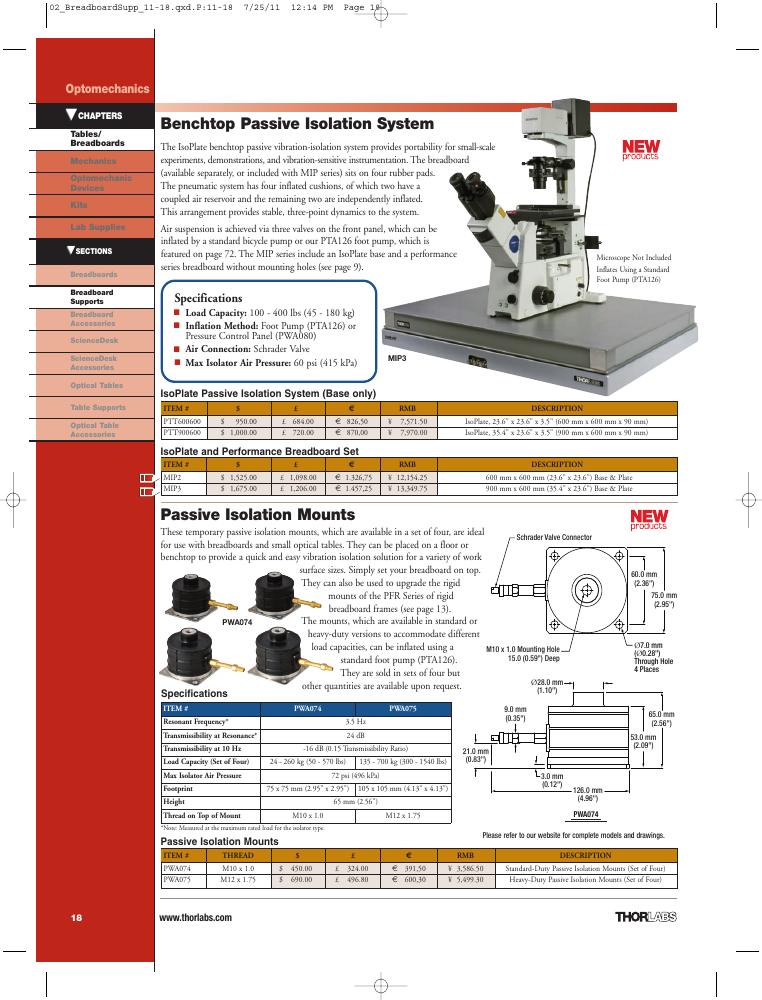 02_BreadboardSupp_11-18.qxd.P:11-18  7/25/11  12:14 PM  Page 18
Optomechanics
▼CHAPTERS
Tables/
Breadboards
Mechanics
Optomechanic
Devices
Kits
Lab Supplies
▼SECTIONS
Breadboards
Breadboard
Supports
Breadboard
Accessories
ScienceDesk
ScienceDesk
Accessories
Optical Tables
Table Supports
Optical Table
Accessories
Benchtop Passive Isolation System
NEW
products
The IsoPlate benchtop passive vibration-isolation system provides portability for small-scale
experiments, demonstrations, and vibration-sensitive instrumentation. The breadboard
(available separately, or included with MIP series) sits on four rubber pads.
The pneumatic system has four inflated cushions, of which two have a
coupled air reservoir and the remaining two are independently inflated.
This arrangement provides stable, three-point dynamics to the system.
Air suspension is achieved via three valves on the front panel, which can be
inflated by a standard bicycle pump or our PTA126 foot pump, which is
featured on page 72. The MIP series include an IsoPlate base and a performance
series breadboard without mounting holes (see page 9).
Microscope Not Included
Inflates Using a Standard
Foot Pump (PTA126)
MIP3
THORLABS
Specifications
■ Load Capacity: 100 - 400 lbs (45 - 180 kg)
■ Inflation Method: Foot Pump (PTA126) or
Pressure Control Panel (PWA080)
■ Air Connection: Schrader Valve
■ Max Isolator Air Pressure: 60 psi (415 kPa)
IsoPlate Passive Isolation System (Base only)
ITEM # $ £ € RMB DESCRIPTION
PTT600600 $ 950.00 £ 684.00 € 826,50 ¥ 7,571.50 IsoPlate, 23.6" x 23.6" x 3.5" (600 mm x 600 mm x 90 mm)
PTT900600 $ 1,000.00 £ 720.00 € 870,00 ¥ 7,970.00 IsoPlate, 35.4" x 23.6" x 3.5" (900 mm x 600 mm x 90 mm)
IsoPlate and Performance Breadboard Set
ITEM # $ £ € RMB DESCRIPTION
MIP2 $ 1,525.00 £ 1,098.00 € 1.326,75 ¥ 12,154.25 600 mm x 600 mm (23.6" x 23.6") Base & Plate
MIP3 $ 1,675.00 £ 1,206.00 € 1.457,25 ¥ 13,349.75 900 mm x 600 mm (35.4" x 23.6") Base & Plate
Passive Isolation Mounts
NEW
products
These temporary passive isolation mounts, which are available in a set of four, are ideal
for use with breadboards and small optical tables. They can be placed on a floor or
benchtop to provide a quick and easy vibration isolation solution for a variety of work
surface sizes. Simply set your breadboard on top.
They can also be used to upgrade the rigid
mounts of the PFR Series of rigid
breadboard frames (see page 13).
The mounts, which are available in standard or
heavy-duty versions to accommodate different
load capacities, can be inflated using a
standard foot pump (PTA126).
They are sold in sets of four but
other quantities are available upon request.
PWA074
Schrader Valve Connector
60.0 mm
(2.36")
75.0 mm
(2.95")
M10 x 1.0 Mounting Hole
15.0 (0.59") Deep
Ø7.0 mm
(Ø0.28")
Through Hole
4 Places
Ø28.0 mm
(1.10")
9.0 mm
(0.35")
65.0 mm
(2.56")
53.0 mm
(2.09")
21.0 mm
(0.83")
3.0 mm
(0.12")
126.0 mm
(4.96")
PWA074
Please refer to our website for complete models and drawings.
Specifications
ITEM # PWA074 PWA075
Resonant Frequency* 3.5 Hz
Transmissibility at Resonance* 24 dB
Transmissibility at 10 Hz -16 dB (0.15 Transmissibility Ratio)
Load Capacity (Set of Four) 24 - 260 kg (50 - 570 lbs) 135 - 700 kg (300 - 1540 lbs)
Max Isolator Air Pressure 72 psi (496 kPa)
Footprint 75 x 75 mm (2.95" x 2.95") 105 x 105 mm (4.13" x 4.13")
Height 65 mm (2.56")
Thread on Top of Mount M10 x 1.0 M12 x 1.75
*Note: Measured at the maximum rated load for the isolator type.
Passive Isolation Mounts
ITEM # THREAD $ £ € RMB DESCRIPTION
PWA074 M10 x 1.0 $ 450.00 £ 324.00 € 391,50 ¥ 3,586.50 Standard-Duty Passive Isolation Mounts (Set of Four)
PWA075 M12 x 1.75 $ 690.00 £ 496.80 € 600,30 ¥ 5,499.30 Heavy-Duty Passive Isolation Mounts (Set of Four)
18
www.thorlabs.com
THORLABS